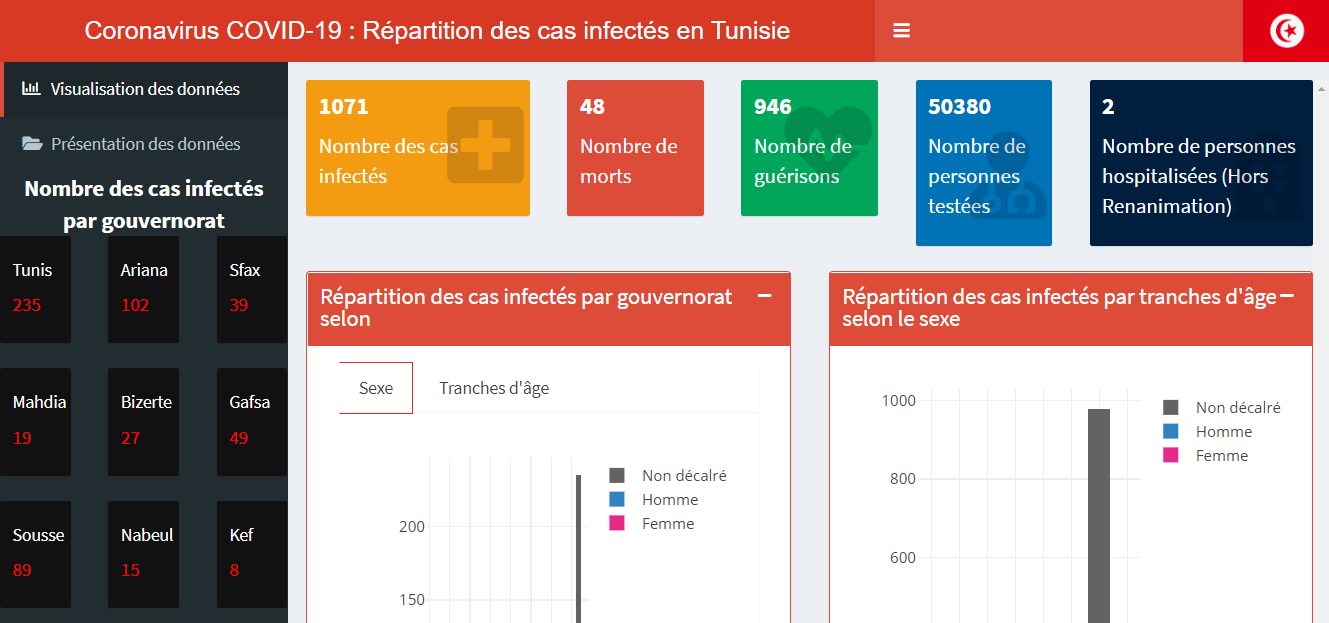 Coronavirus COVID-19 : Répartition des cas infectés en Tunisie
Visualisation des données
Présentation des données
Nombre des cas infectés
par gouvernorat
Tunis
235
Ariana
102
Sfax
39
Mahdia
19
Bizerte
27
Gafsa
49
Sousse
89
Nabeul
15
Kef
8
1071
Nombre des cas
infectés
48
Nombre de
morts
946
Nombre de
guérisons
50380
Nombre de
personnes
testées
2
Nombre de personnes
hospitalisées (Hors
Renanimation)
Répartition des cas infectés par gouvernorat
selon
Sexe
Tranches d'âge
200
150
Non décalré
Homme
Femme
Répartition des cas infectés par tranches d'âge
selon le sexe
1000
800
600
Non décalré
Homme
Femme